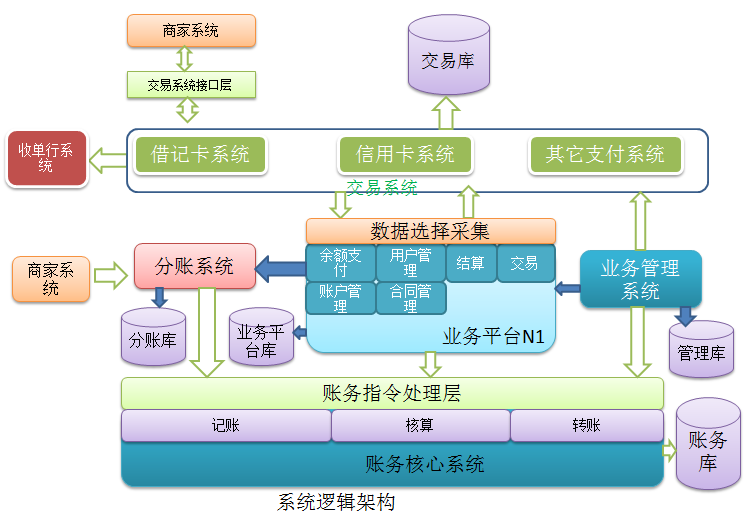 商家系统
交易库
交易系统接口层
收单行系
统
借记卡系统
信用卡系统
其它支付系统
交易系统
数据选择采集
余额支
付
用户管
理
结算
交易
账户管
理
合同管
理
业务平台N1
商家系
统
分账系统
业务管理
系统
分账库
业务平
台库
管理库
账务指令处理层
记账
核算
转账
账务核心系统
账务
库
系统逻辑架构